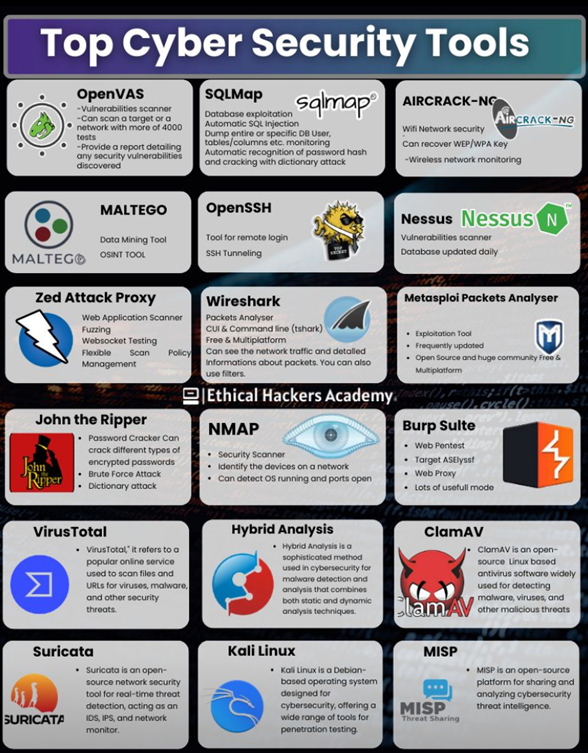 Top Cyber Security Tools
OpenVAS
-Vulnerabilities scanner
-Can scan a target or a
network with more of 4000
tests
-Provide a report detailing
any security vulnerabilities
discovered
SQLMap
sqlmap
Database exploitation
Automatic SQL Injection
Dump entire or specific DB User,
tables/columns etc. monitoring
Automatic recognition of password hash
and cracking with dictionary attack
AIRCRACK-NG
AIRCRACK-NG
Wifi Network security
Can recover WEP/WPA Key
-Wireless network monitoring
MALTEGO
MALTEGO
Data Mining Tool
OSINT TOOL
OpenSSH
Tool for remote login
SSH Tunneling
Nessus
Nessus
N
Vulnerabilities scanner
Database updated daily
Zed Attack Proxy
Web Application Scanner
Fuzzing
Websocket Testing
Flexible Scan Policy
Management
Wireshark
Packets Analyser
CUI & Command line (tshark)
Free & Multiplatform
Can see the network traffic and detailed
Informations about packets. You can also
use filters.
Metasploi Packets Analyser
• Exploitation Tool
• Frequently updated
• Open Source and huge community Free &
Multiplatform
M
|Ethical Hackers Academy
John the Ripper
John
the
Ripper
• Password Cracker Can
crack different types of
encrypted passwords
• Brute Force Attack
• Dictionary attack
NMAP
• Security Scanner
• Identify the devices on a network
• Can detect OS running and ports open
Burp Sulte
• Web Pentest
• Target ASElyssf
• Web Proxy
• Lots of usefull mode
VirusTotal
• VirusTotal," it refers to a
popular online service
used to scan files and
URLs for viruses, malware,
and other security
threats.
Hybrid Analysis
• Hybrid Analysis is a
sophisticated method
used in cybersecurity for
malware detection and
analysis that combines
both static and dynamic
analysis techniques.
ClamAV
ClamAV
• ClamAV is an open-
source Linux based
antivirus software widely
used for detecting
malware, viruses, and
other malicious threats
Suricata
SURICATA
• Suricata is an open-
source network security
tool for real-time threat
detection, acting as an
IDS, IPS, and network
monitor.
Kali Linux
• Kali Linux is a Debian-
based operating system
designed for
cybersecurity, offering a
wide range of tools for
penetration testing.
MISP
MISP
Threat Sharing
• MISP is an open-source
platform for sharing and
analyzing cybersecurity
threat intelligence.